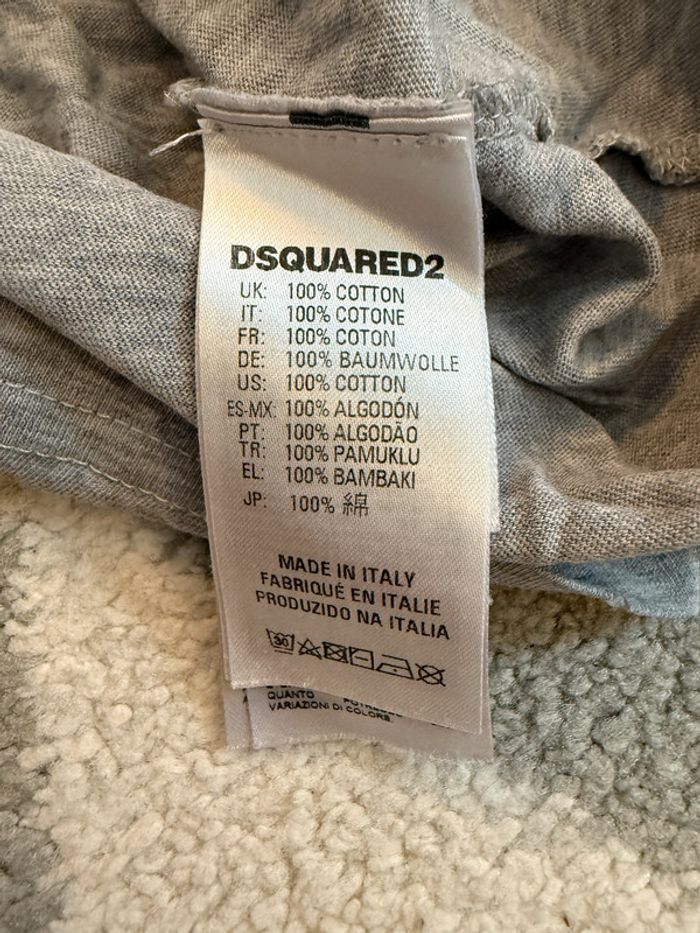 DSQUARED2
UK: 100% COTTON
IT: 100% COTONE
FR: 100% COTON
DE: 100% BAUMWOLLE
US: 100% COTTON
ES-MX: 100% ALGODÓN
PT: 100% ALGODÃO
TR: 100% PAMUKLU
EL: 100% BAMBAKI
JP: 100% 綿
MADE IN ITALY
FABRIQUÉ EN ITALIE
PRODUZIDO NA ITALIA
30
QUANTO
VARIAZIONI DI COLORE.